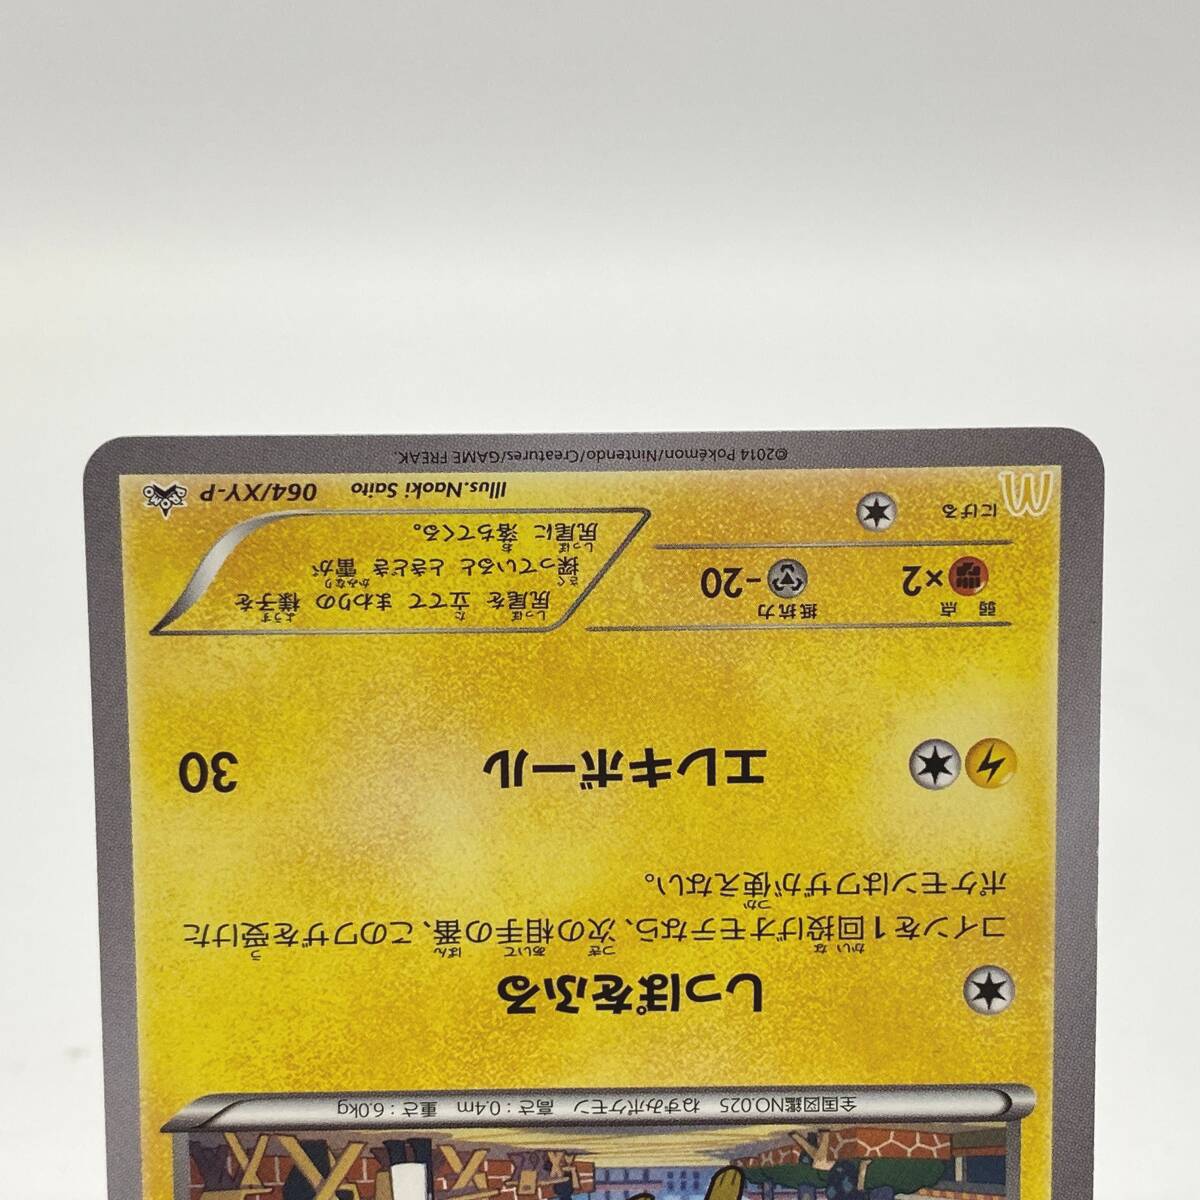 全国図鑑NO.025 ねずみポケモン 高さ：0.4m 重さ：6.0kg
しっぽをふる
コインを1回投げオモテなら、次の相手の番、このワザを受けた
ポケモンはワザが使えない。
エレキボール 30
弱点 ×2 抵抗力 -20
にげる
尻尾を 立てて まわりの 様子を
探っていると ときどき 雷が
尻尾に 落ちてくる。
Illus.Naoki Saito 064/XY-P PROMO
M
©2014 Pokémon/Nintendo/Creatures/GAME FREAK.